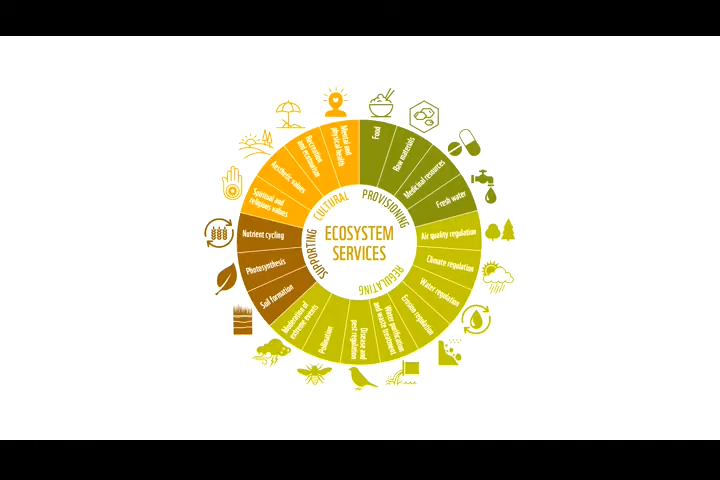 ECOSYSTEM
SERVICES
PROVISIONING
Food
Raw materials
Medicinal resources
Fresh water
REGULATING
Air quality regulation
Climate regulation
Water regulation
Erosion regulation
Water purification
and waste treatment
Disease and
pest regulation
Pollination
Moderation of
extreme events
SUPPORTING
Soil formation
Photosynthesis
Nutrient cycling
CULTURAL
Spiritual and
religious values
Aesthetic values
Recreation
and ecotourism
Mental and
physical health